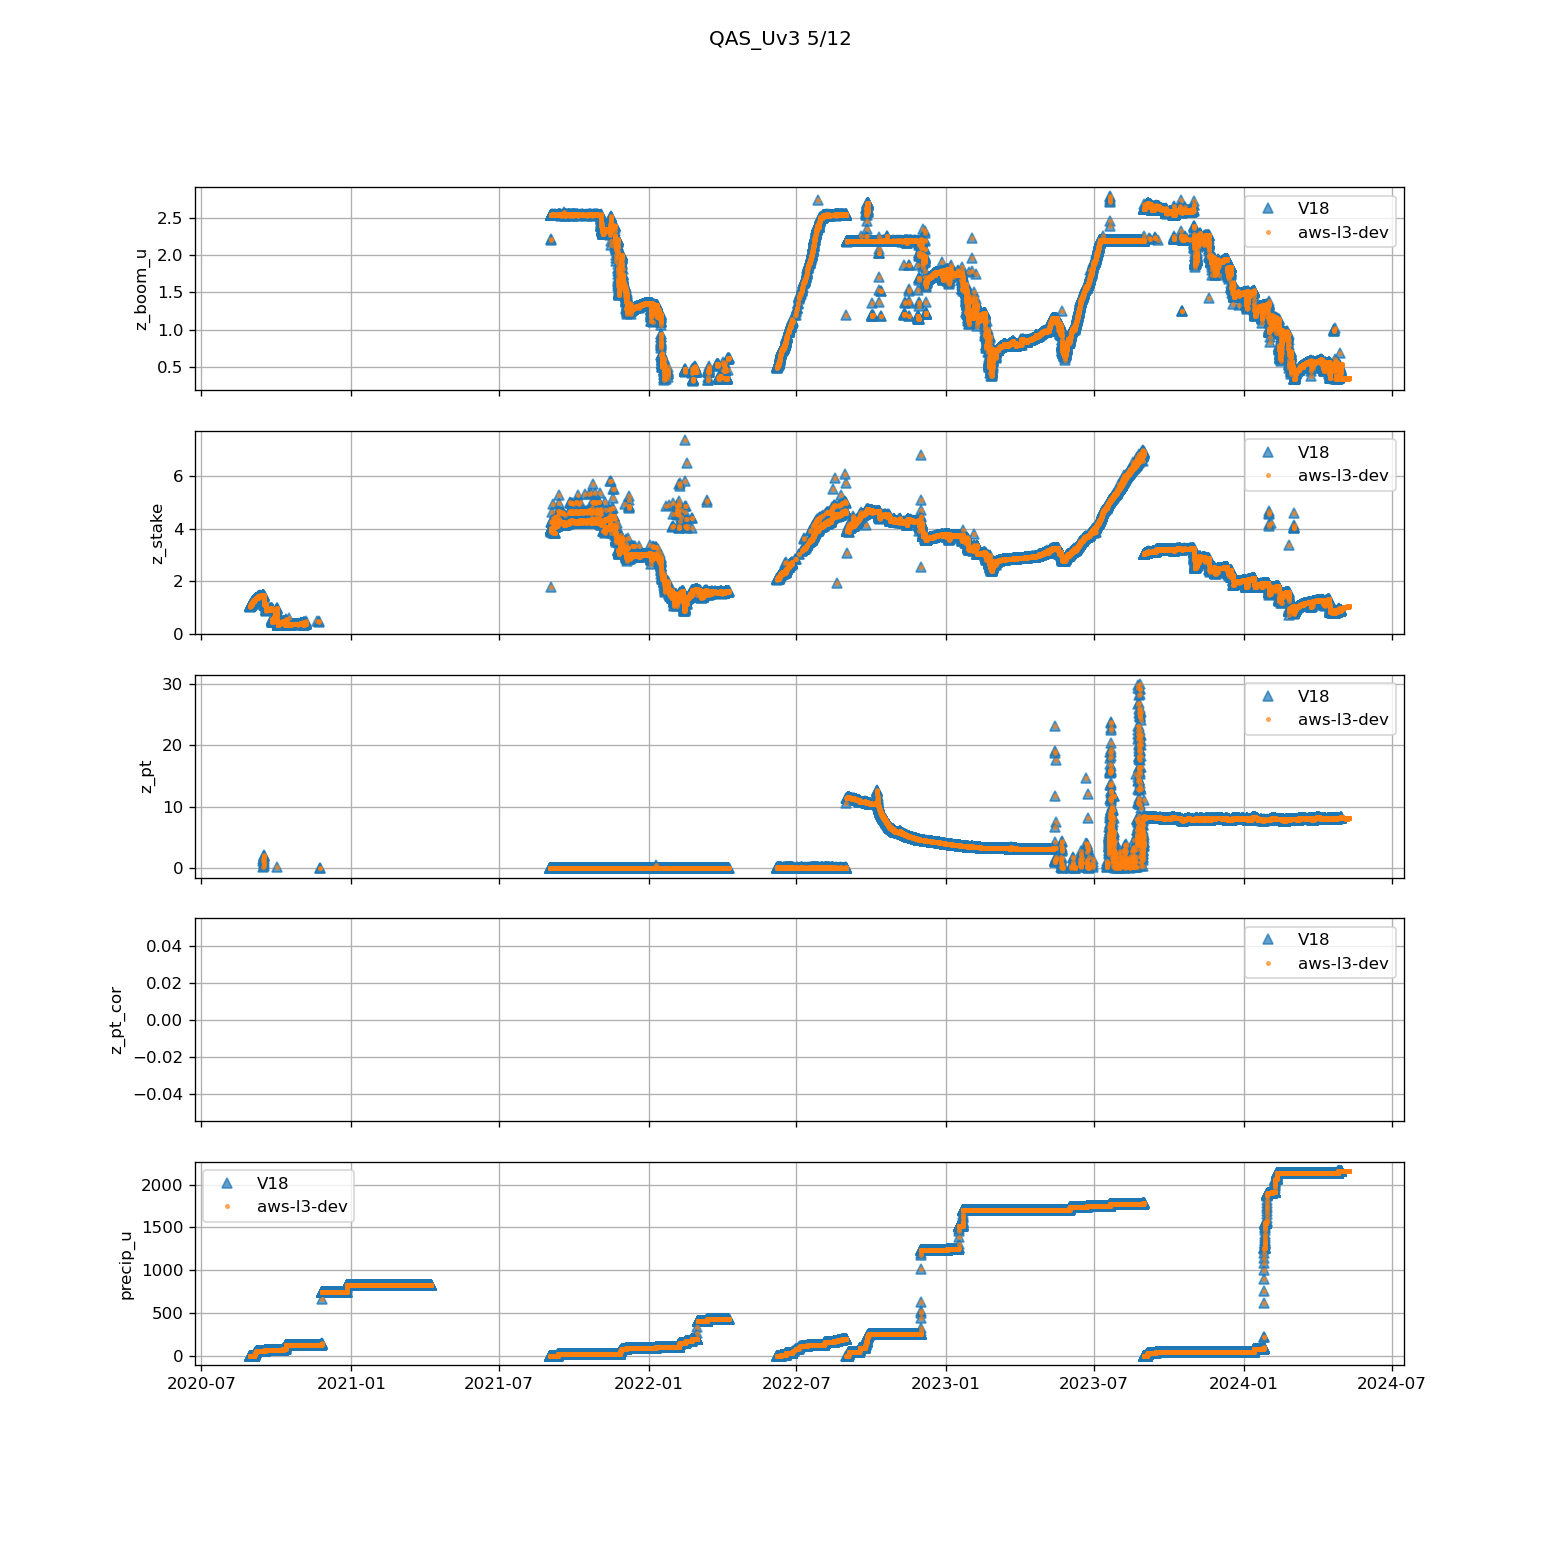 QAS_Uv3 5/12
2.5
2.0
1.5
1.0
0.5
z_boom_u
V18
aws-l3-dev
6
4
2
0
z_stake
V18
aws-l3-dev
30
20
10
0
z_pt
V18
aws-l3-dev
0.04
0.02
0.00
−0.02
−0.04
z_pt_cor
V18
aws-l3-dev
2000
1500
1000
500
0
precip_u
V18
aws-l3-dev
2020-07 2021-01 2021-07 2022-01 2022-07 2023-01 2023-07 2024-01 2024-07